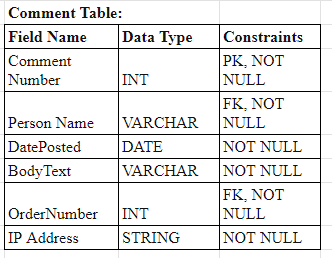 Comment Table:
Field Name Data Type Constraints
Comment Number INT PK, NOT NULL
Person Name VARCHAR FK, NOT NULL
DatePosted DATE NOT NULL
BodyText VARCHAR NOT NULL
OrderNumber INT FK, NOT NULL
IP Address STRING NOT NULL